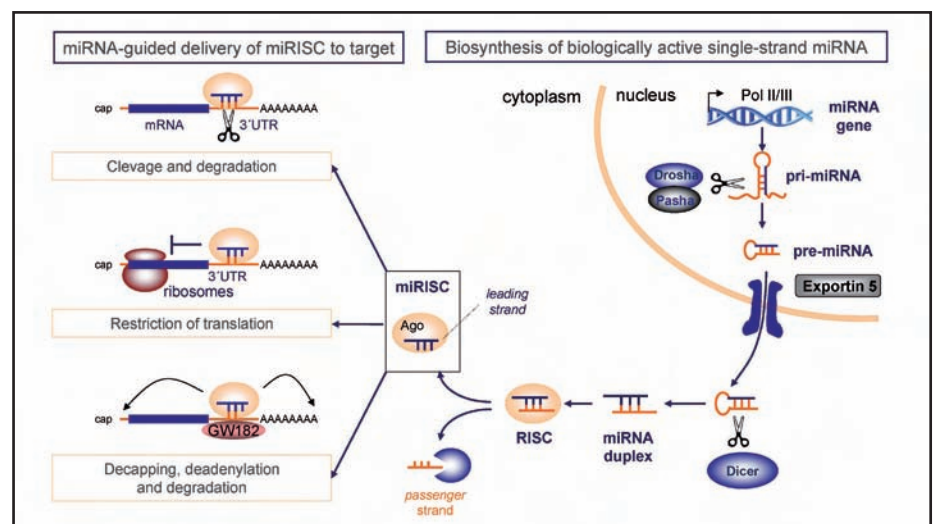 miRNA-guided delivery of miRISC to target
cap
mRNA
3´UTR
AAAAAAAA
Clevage and degradation
cap
3´UTR
AAAAAAAA
ribosomes
Restriction of translation
cap
AAAAAAAA
GW182
Decapping, deadenylation
and degradation
miRISC
Ago
leading
strand
Biosynthesis of biologically active single-strand miRNA
cytoplasm
nucleus
Pol II/III
miRNA
gene
Drosha
Pasha
pri-miRNA
pre-miRNA
Exportin 5
Dicer
miRNA
duplex
RISC
passenger
strand